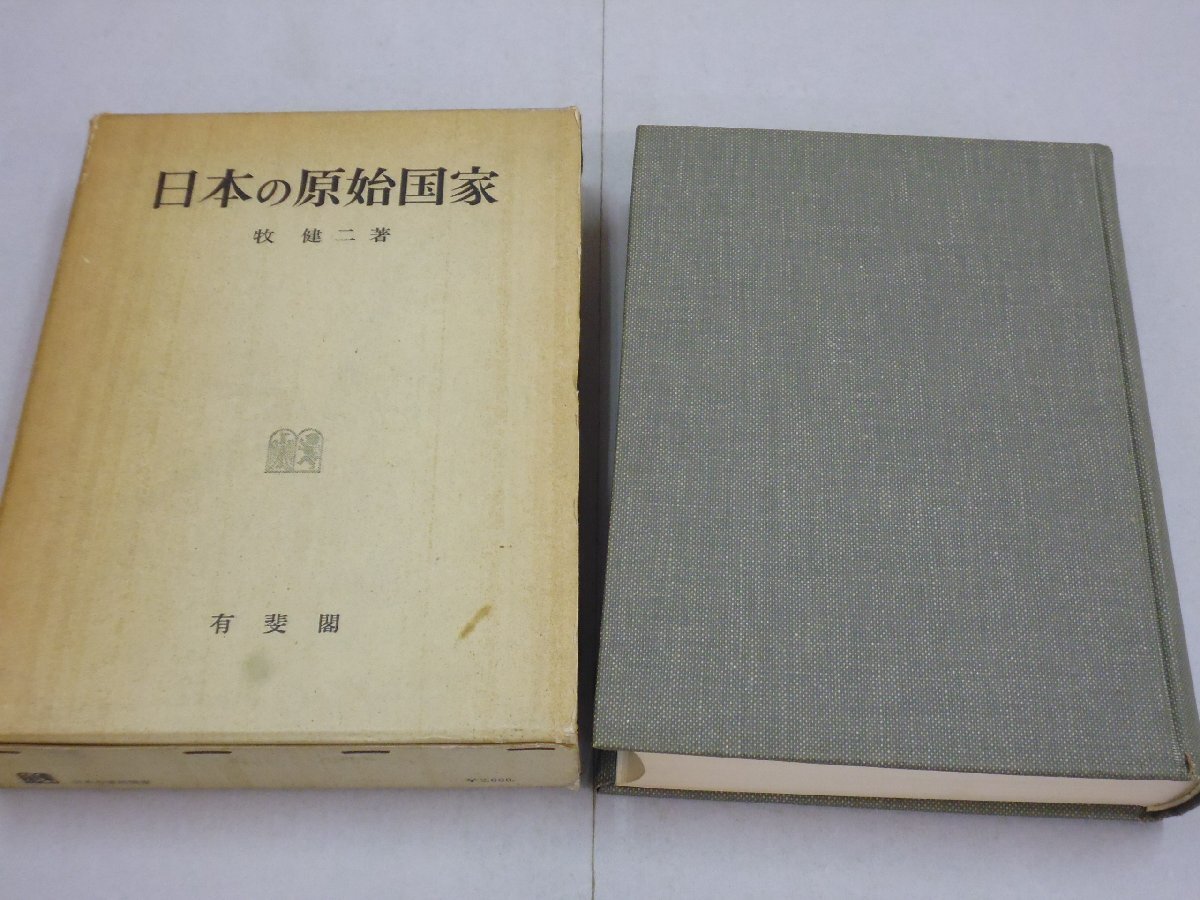 日本の原始国家
牧 健二著
有斐閣